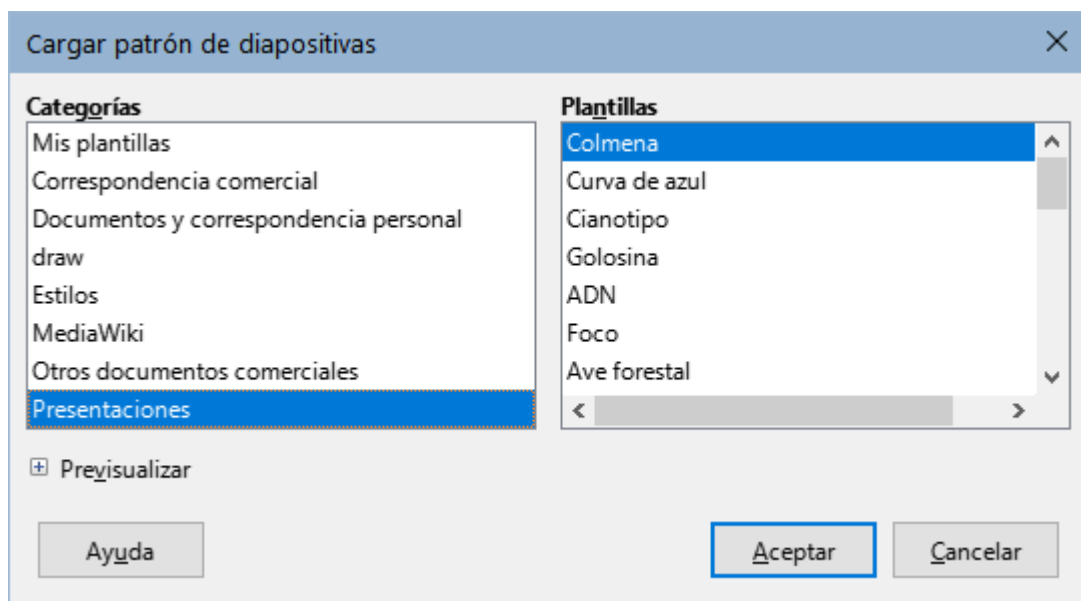 Cargar patrón de diapositivas
Categorías
Mis plantillas
Correspondencia comercial
Documentos y correspondencia personal
draw
Estilos
MediaWiki
Otros documentos comerciales
Presentaciones
Plantillas
Colmena
Curva de azul
Cianotipo
Golosina
ADN
Foco
Ave forestal
Previsualizar
Ayuda
Aceptar
Cancelar